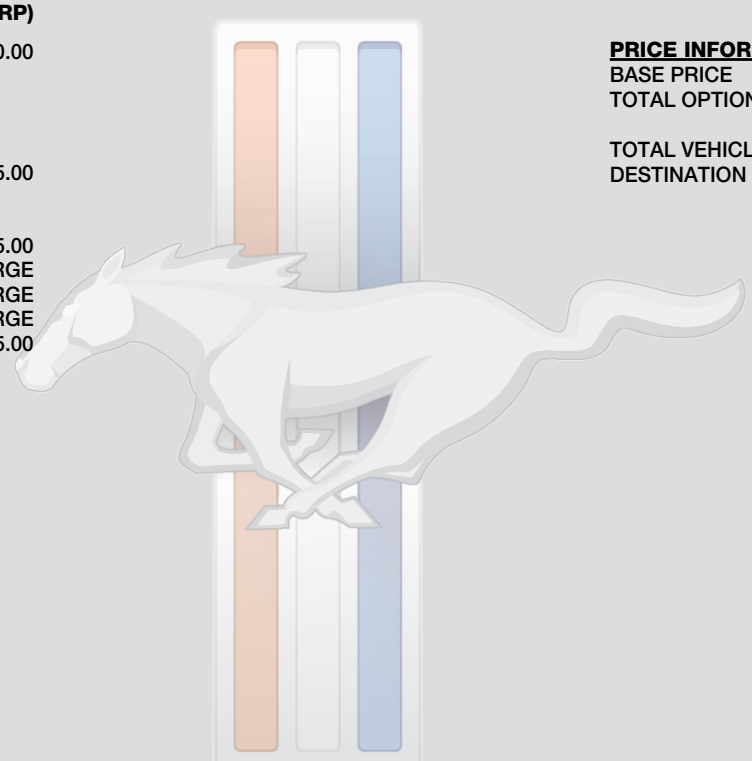 RP)
0.00
5.00
5.00
RGE
RGE
RGE
5.00
PRICE INFOR
BASE PRICE
TOTAL OPTION
TOTAL VEHICL
DESTINATION